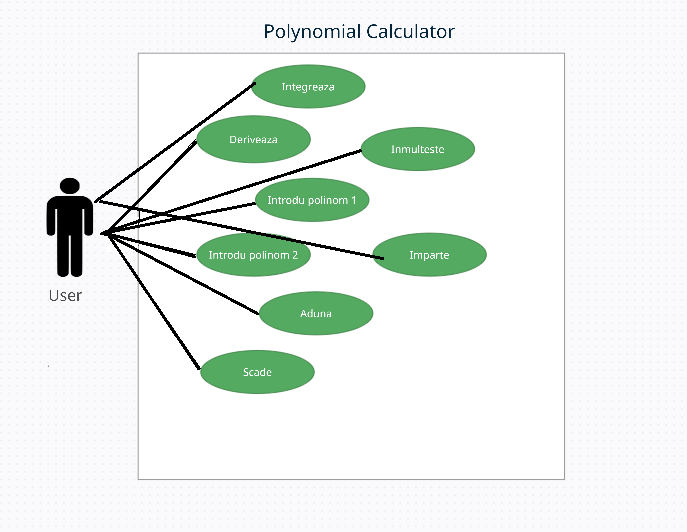 Polynomial Calculator
Integreaza
Deriveaza
Inmulteste
Introdu polinom 1
Introdu polinom 2
Imparte
User
Aduna
Scade